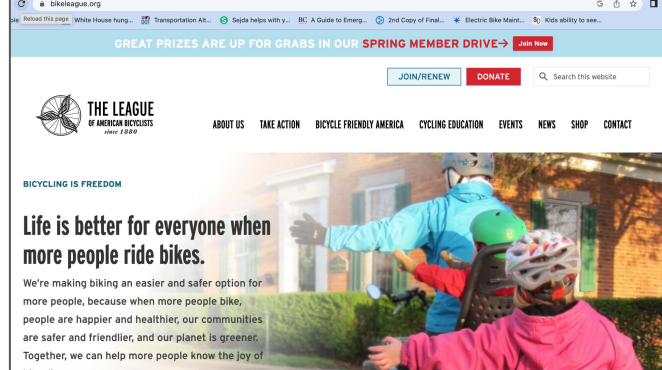 bikeleague.org
Reload this page
White House hung... Transportation Alt... Sejda helps with y... BC A Guide to Emerg... 2nd Copy of Final... Electric Bike Maint... Kids ability to see...
GREAT PRIZES ARE UP FOR GRABS IN OUR SPRING MEMBER DRIVE→ Join Now
JOIN/RENEW DONATE Search this website
THE LEAGUE
OF AMERICAN BICYCLISTS
since 1880
ABOUT US TAKE ACTION BICYCLE FRIENDLY AMERICA CYCLING EDUCATION EVENTS NEWS SHOP CONTACT
BICYCLING IS FREEDOM
Life is better for everyone when
more people ride bikes.
We're making biking an easier and safer option for
more people, because when more people bike,
people are happier and healthier, our communities
are safer and friendlier, and our planet is greener.
Together, we can help more people know the joy of